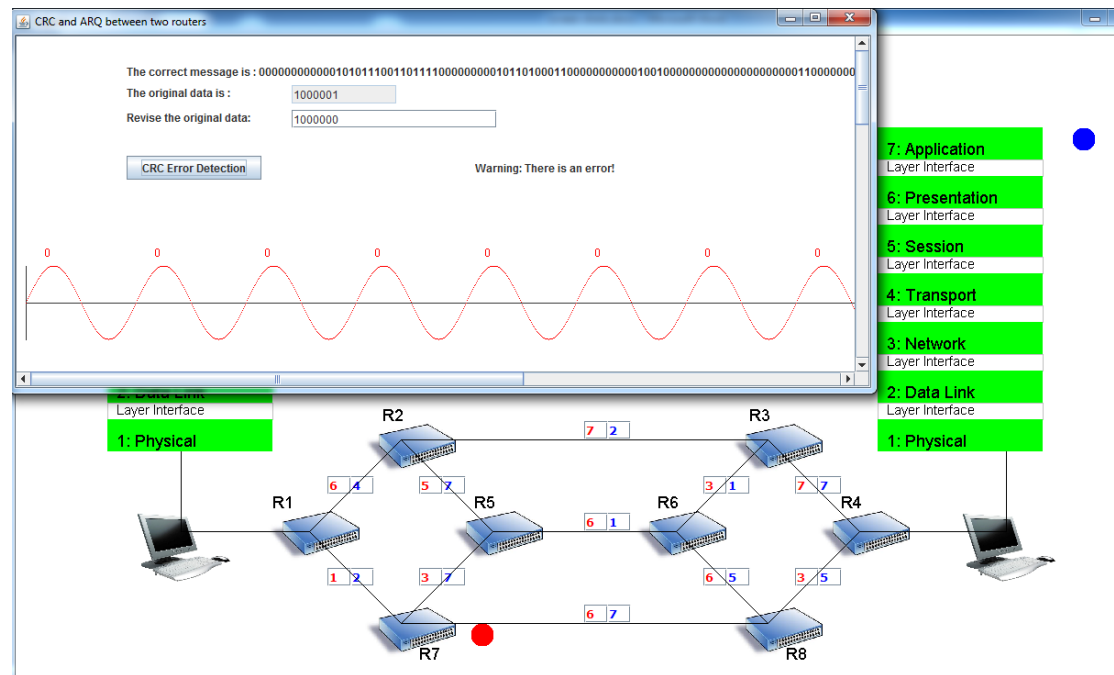 CRC and ARQ between two routers
The correct message is : 0000000000001010111001101111000000000101101000110000000000010010000000000000000000000110000000
The original data is :
1000001
Revise the original data:
1000000
CRC Error Detection
Warning: There is an error!
0 0 0 0 0 0 0 0
7: Application
Layer Interface
6: Presentation
Layer Interface
5: Session
Layer Interface
4: Transport
Layer Interface
3: Network
Layer Interface
2: Data Link
Layer Interface
1: Physical
2: Data Link
Layer Interface
1: Physical
R2
R3
7 2
6 4
5 7
3 1
7 7
R1
R5
R6
R4
6 1
1 2
3 7
6 5
3 5
6 7
R7
R8